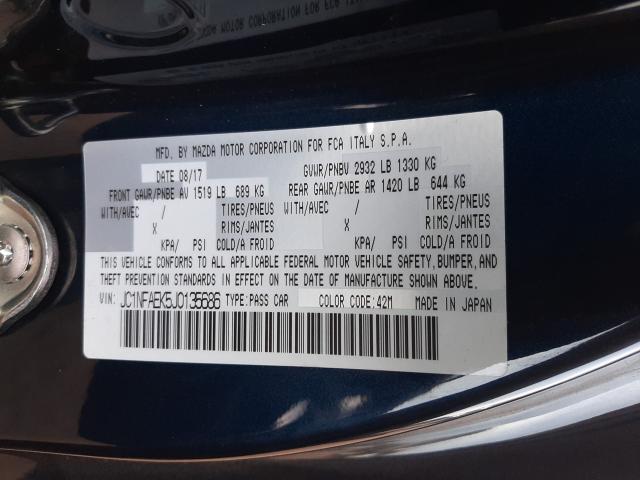 MFD. BY MAZDA MOTOR CORPORATION FOR FCA ITALY S.P.A.
DATE 08/17 GVWR/PNBV 2932 LB 1330 KG
FRONT GAWR/PNBE AV 1519 LB 689 KG REAR GAWR/PNBE AR 1420 LB 644 KG
WITH/AVEC / TIRES/PNEUS WITH/AVEC / TIRES/PNEUS
X RIMS/JANTES X RIMS/JANTES
KPA/ PSI COLD/A FROID KPA/ PSI COLD/A FROID
THIS VEHICLE CONFORMS TO ALL APPLICABLE FEDERAL MOTOR VEHICLE SAFETY, BUMPER, AND
THEFT PREVENTION STANDARDS IN EFFECT ON THE DATE OF MANUFACTURE SHOWN ABOVE.
VIN: JC1NFAEK5J0135686 TYPE:PASS CAR COLOR CODE:42M MADE IN JAPAN